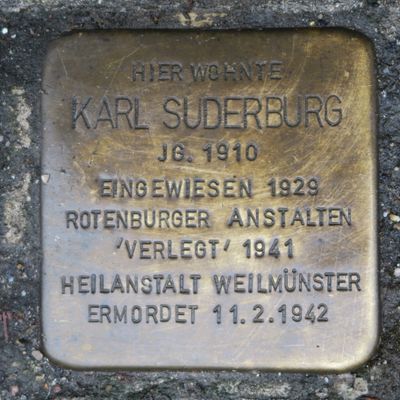 HIER WOHNTE
KARL SUDERBURG
JG. 1910
EINGEWIESEN 1929
ROTENBURGER ANSTALTEN
'VERLEGT' 1941
HEILANSTALT WEILMÜNSTER
ERMORDET 11.2.1942